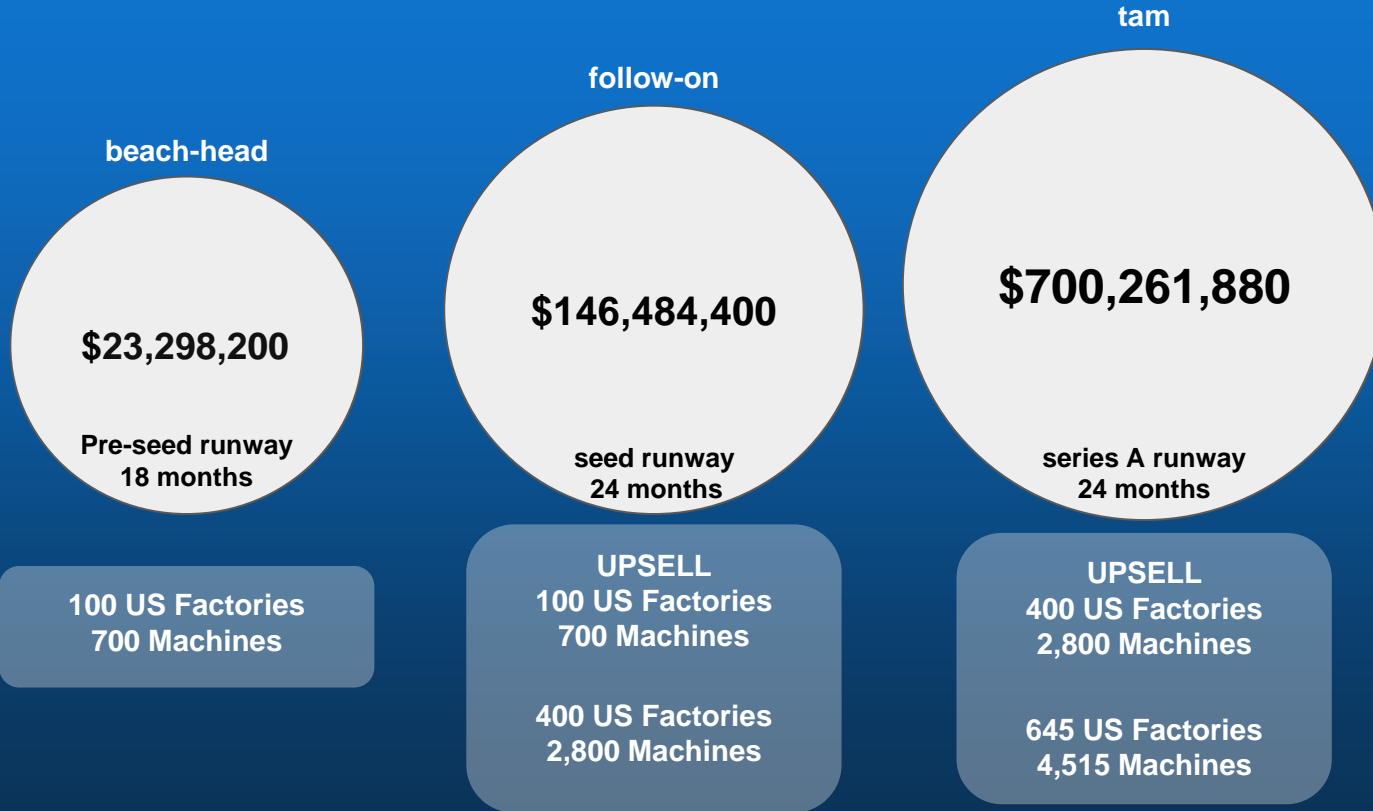 beach-head
$23,298,200
Pre-seed runway
18 months
100 US Factories
700 Machines
follow-on
$146,484,400
seed runway
24 months
UPSELL
100 US Factories
700 Machines
400 US Factories
2,800 Machines
tam
$700,261,880
series A runway
24 months
UPSELL
400 US Factories
2,800 Machines
645 US Factories
4,515 Machines